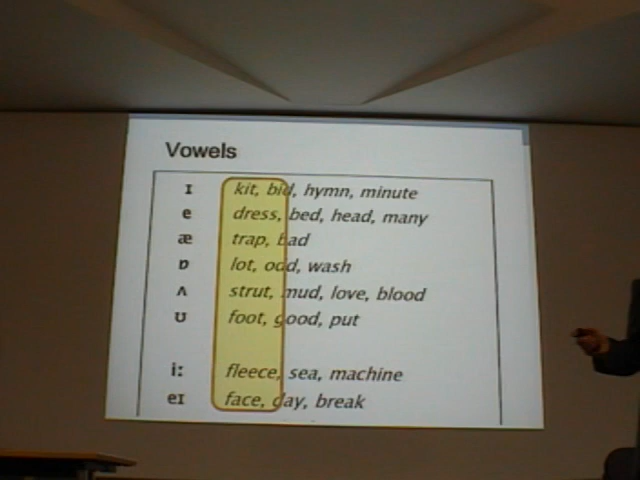 Vowels
ɪ kit, bid, hymn, minute
e dress, bed, head, many
æ trap, bad
ɒ lot, odd, wash
ʌ strut, mud, love, blood
ʊ foot, good, put
iː fleece, sea, machine
eɪ face, day, break